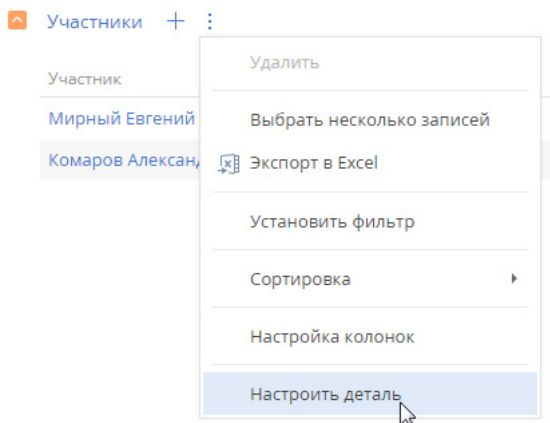 Участники
Удалить
Участник
Мирный Евгений
Выбрать несколько записей
Комаров Александ
Экспорт в Excel
Установить фильтр
Сортировка
Настройка колонок
Настроить деталь